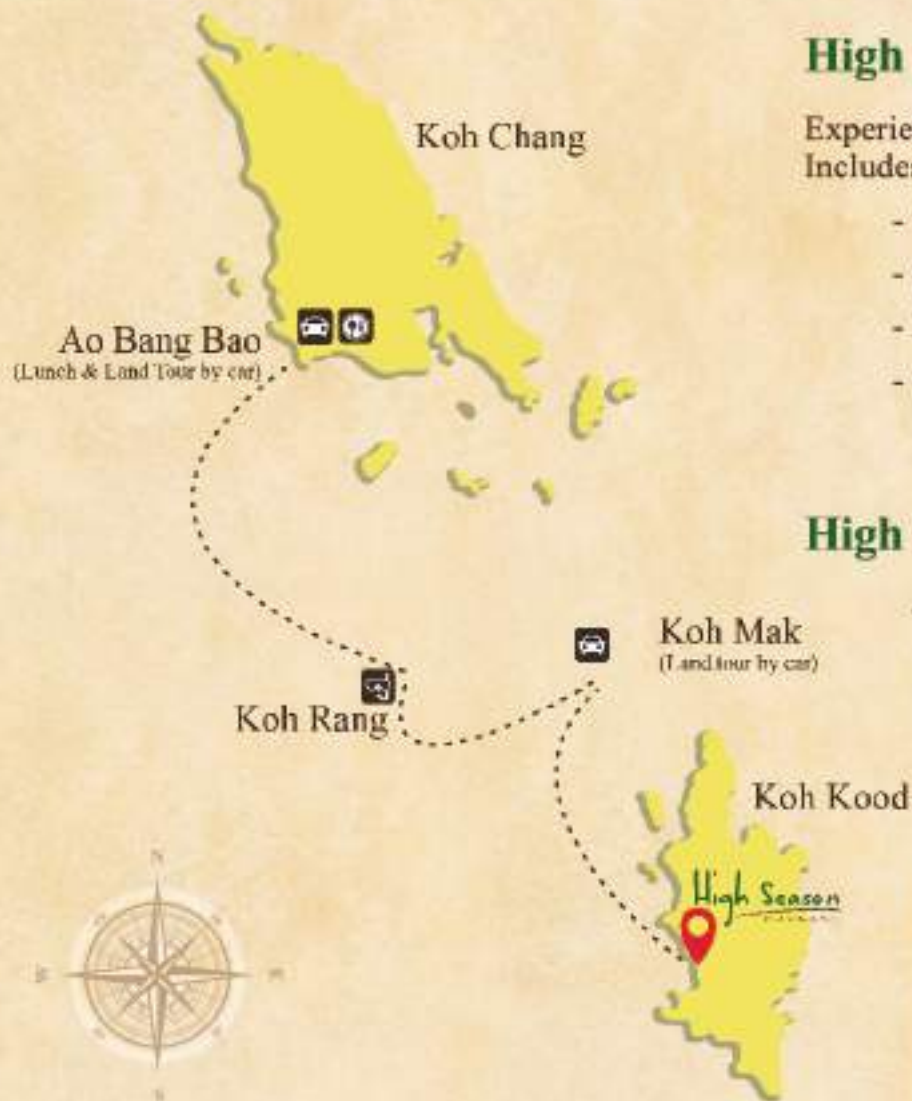 High
Experie
Includes
-
-
-
-
Koh Chang
Ao Bang Bao
(Lunch & Land Tour by car)
High
Koh Mak
(Land tour by car)
Koh Rang
Koh Kood
High Season
N
W
E
S